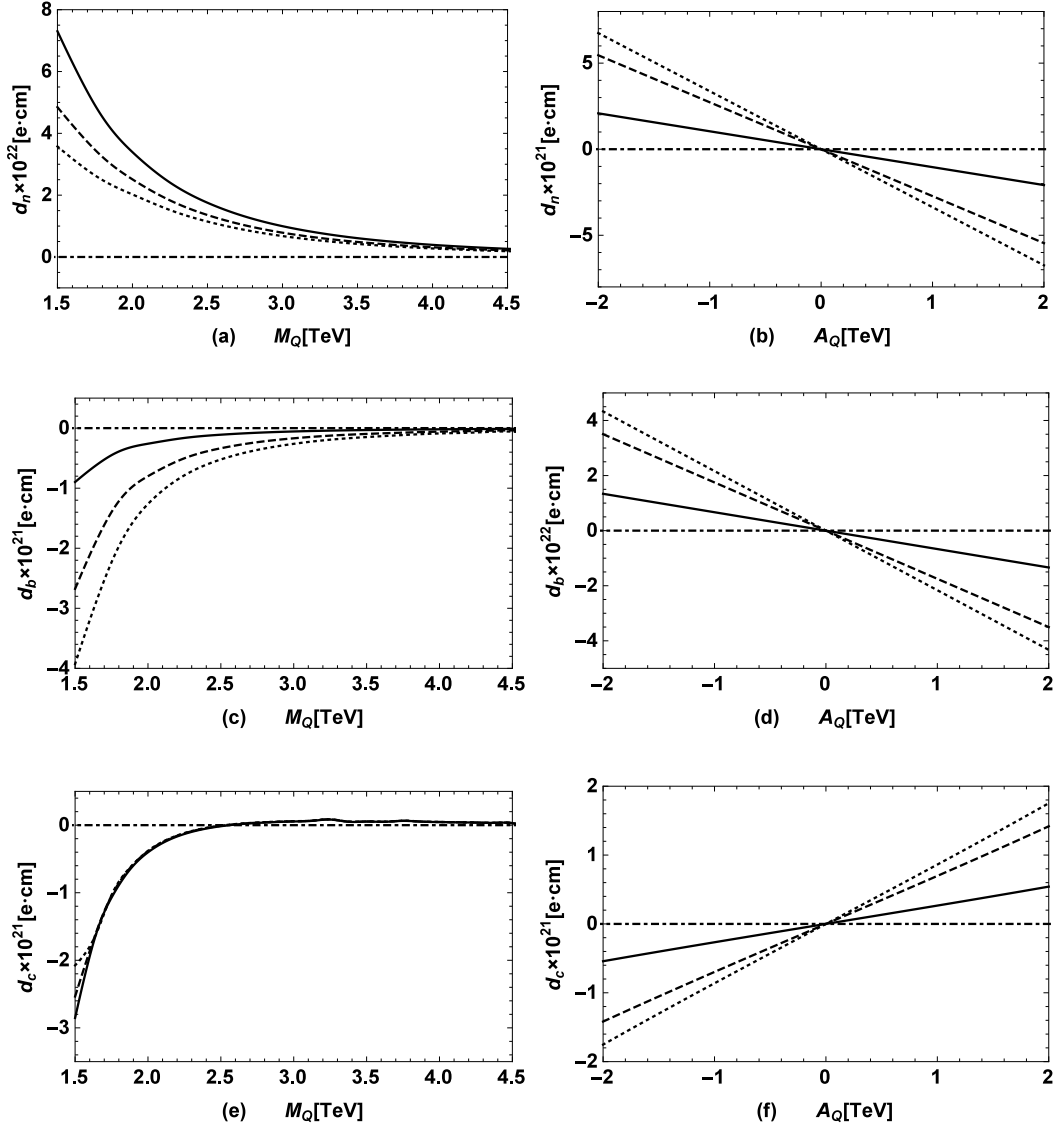 d_n×10^22[e·cm]
8
6
4
2
0
1.5 2.0 2.5 3.0 3.5 4.0 4.5
(a) M_Q[TeV]
d_n×10^21[e·cm]
5
0
−5
−2 −1 0 1 2
(b) A_Q[TeV]
d_b×10^21[e·cm]
0
−1
−2
−3
−4
1.5 2.0 2.5 3.0 3.5 4.0 4.5
(c) M_Q[TeV]
d_b×10^22[e·cm]
4
2
0
−2
−4
−2 −1 0 1 2
(d) A_Q[TeV]
d_c×10^21[e·cm]
0
−1
−2
−3
1.5 2.0 2.5 3.0 3.5 4.0 4.5
(e) M_Q[TeV]
d_c×10^21[e·cm]
2
1
0
−1
−2
−2 −1 0 1 2
(f) A_Q[TeV]